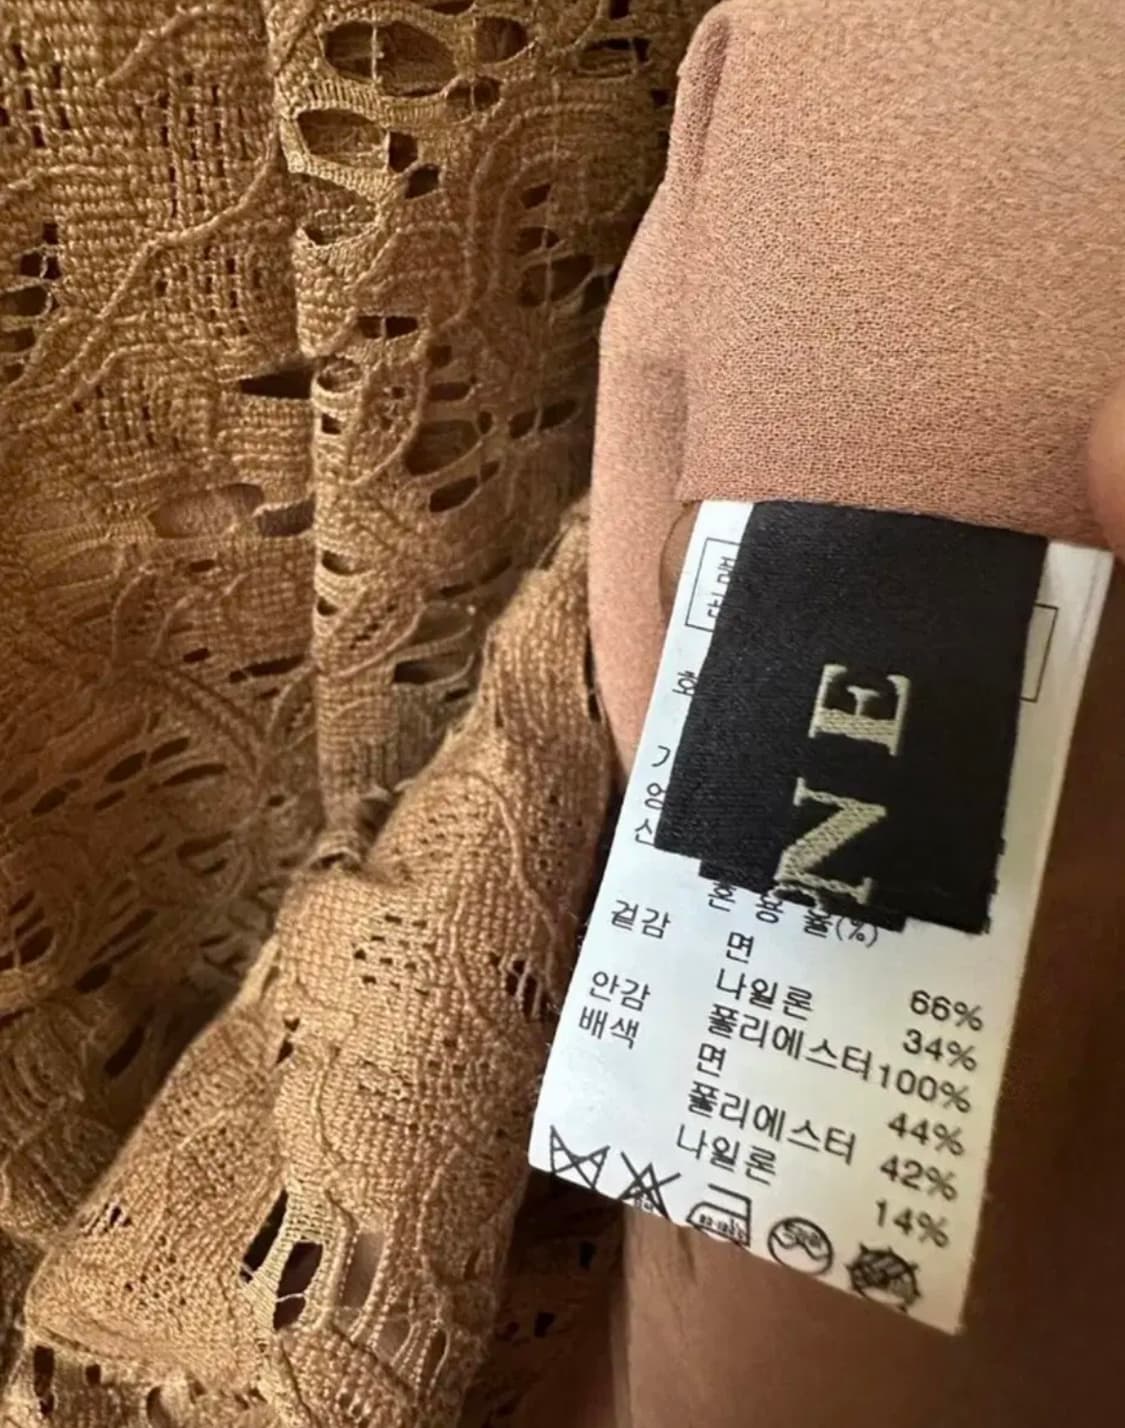 NE
혼 용 율(%)
겉감 면 66%
나일론 34%
안감 폴리에스터 100%
배색 면 44%
폴리에스터 42%
나일론 14%